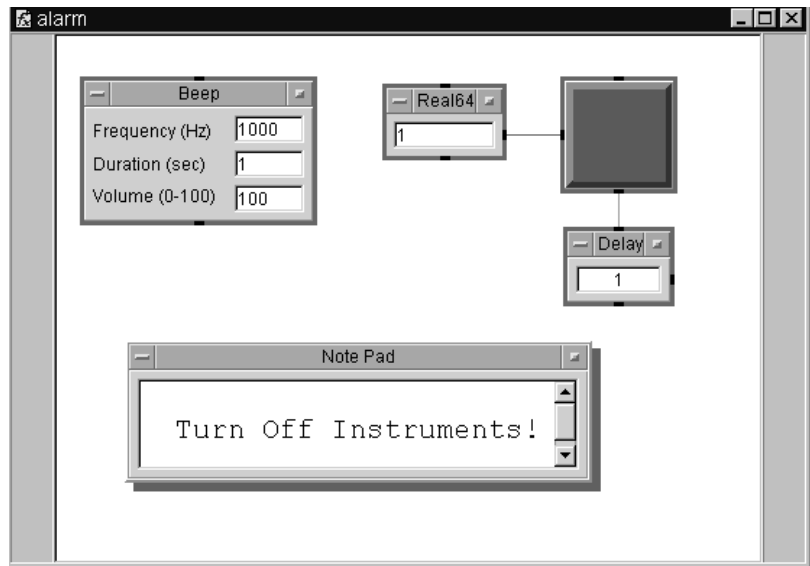 alarm
Beep
Frequency (Hz) 1000
Duration (sec) 1
Volume (0-100) 100
Real64
1
Delay
1
Note Pad
Turn Off Instruments!